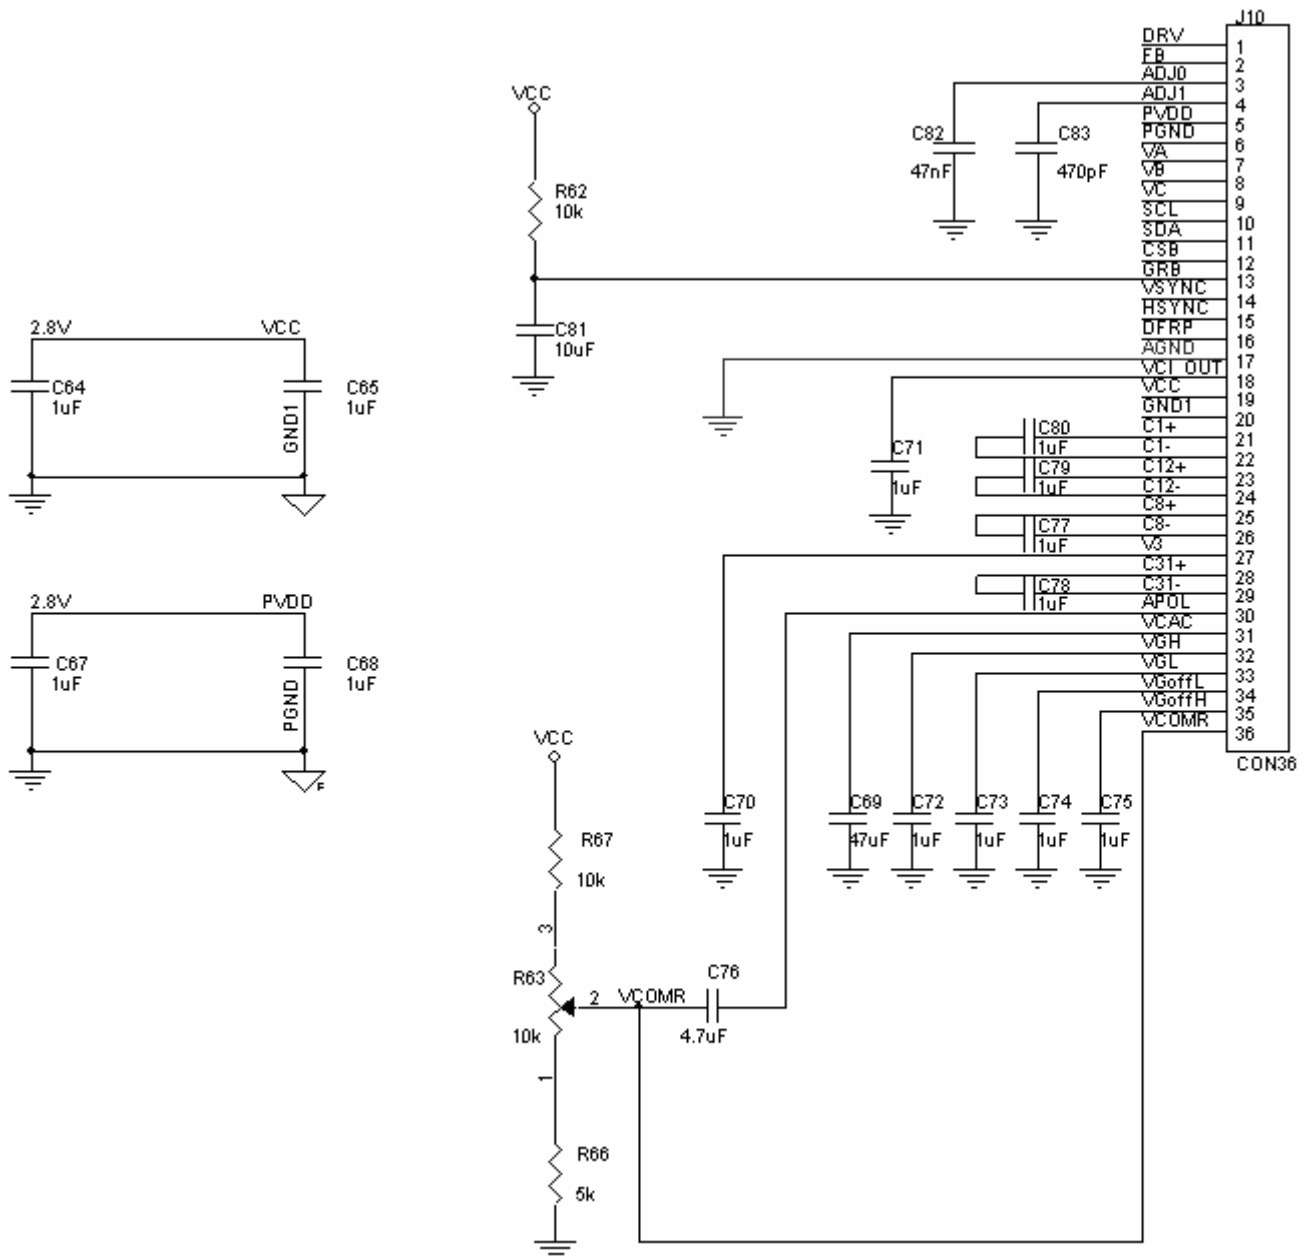 J10
DRV
1
FB
2
ADJ0
3
ADJ1
4
PVDD
5
PGND
6
VA
7
VB
8
VC
9
SCL
10
SDA
11
CSB
12
GRB
13
VSYNC
14
HSYNC
15
DFRP
16
AGND
17
VCI_OUT
18
VCC
19
GND1
20
C1+
21
C1-
22
C12+
23
C12-
24
C8+
25
C8-
26
V3
27
C31+
28
C31-
29
APOL
30
VCAC
31
VGH
32
VGL
33
VGoffL
34
VGoffH
35
VCOMR
36
CON36
VCC
R62
10k
C81
10uF
C82
47nF
C83
470pF
2.8V
VCC
C64
1uF
GND1
C65
1uF
2.8V
PVDD
C67
1uF
PGND
C68
1uF
C71
1uF
C80
1uF
C79
1uF
C77
1uF
C78
1uF
C70
1uF
C69
47uF
C72
1uF
C73
1uF
C74
1uF
C75
1uF
VCC
R67
10k
3
R63
10k
2
VCOMR
C76
4.7uF
1
R66
5k